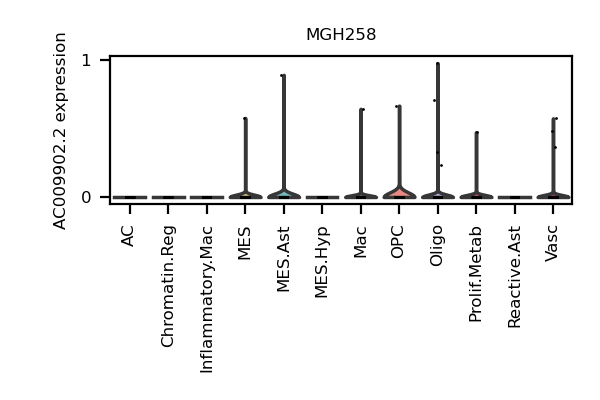 MGH258
AC009902.2 expression
1
0
AC
Chromatin.Reg
Inflammatory.Mac
MES
MES.Ast
MES.Hyp
Mac
OPC
Oligo
Prolif.Metab
Reactive.Ast
Vasc